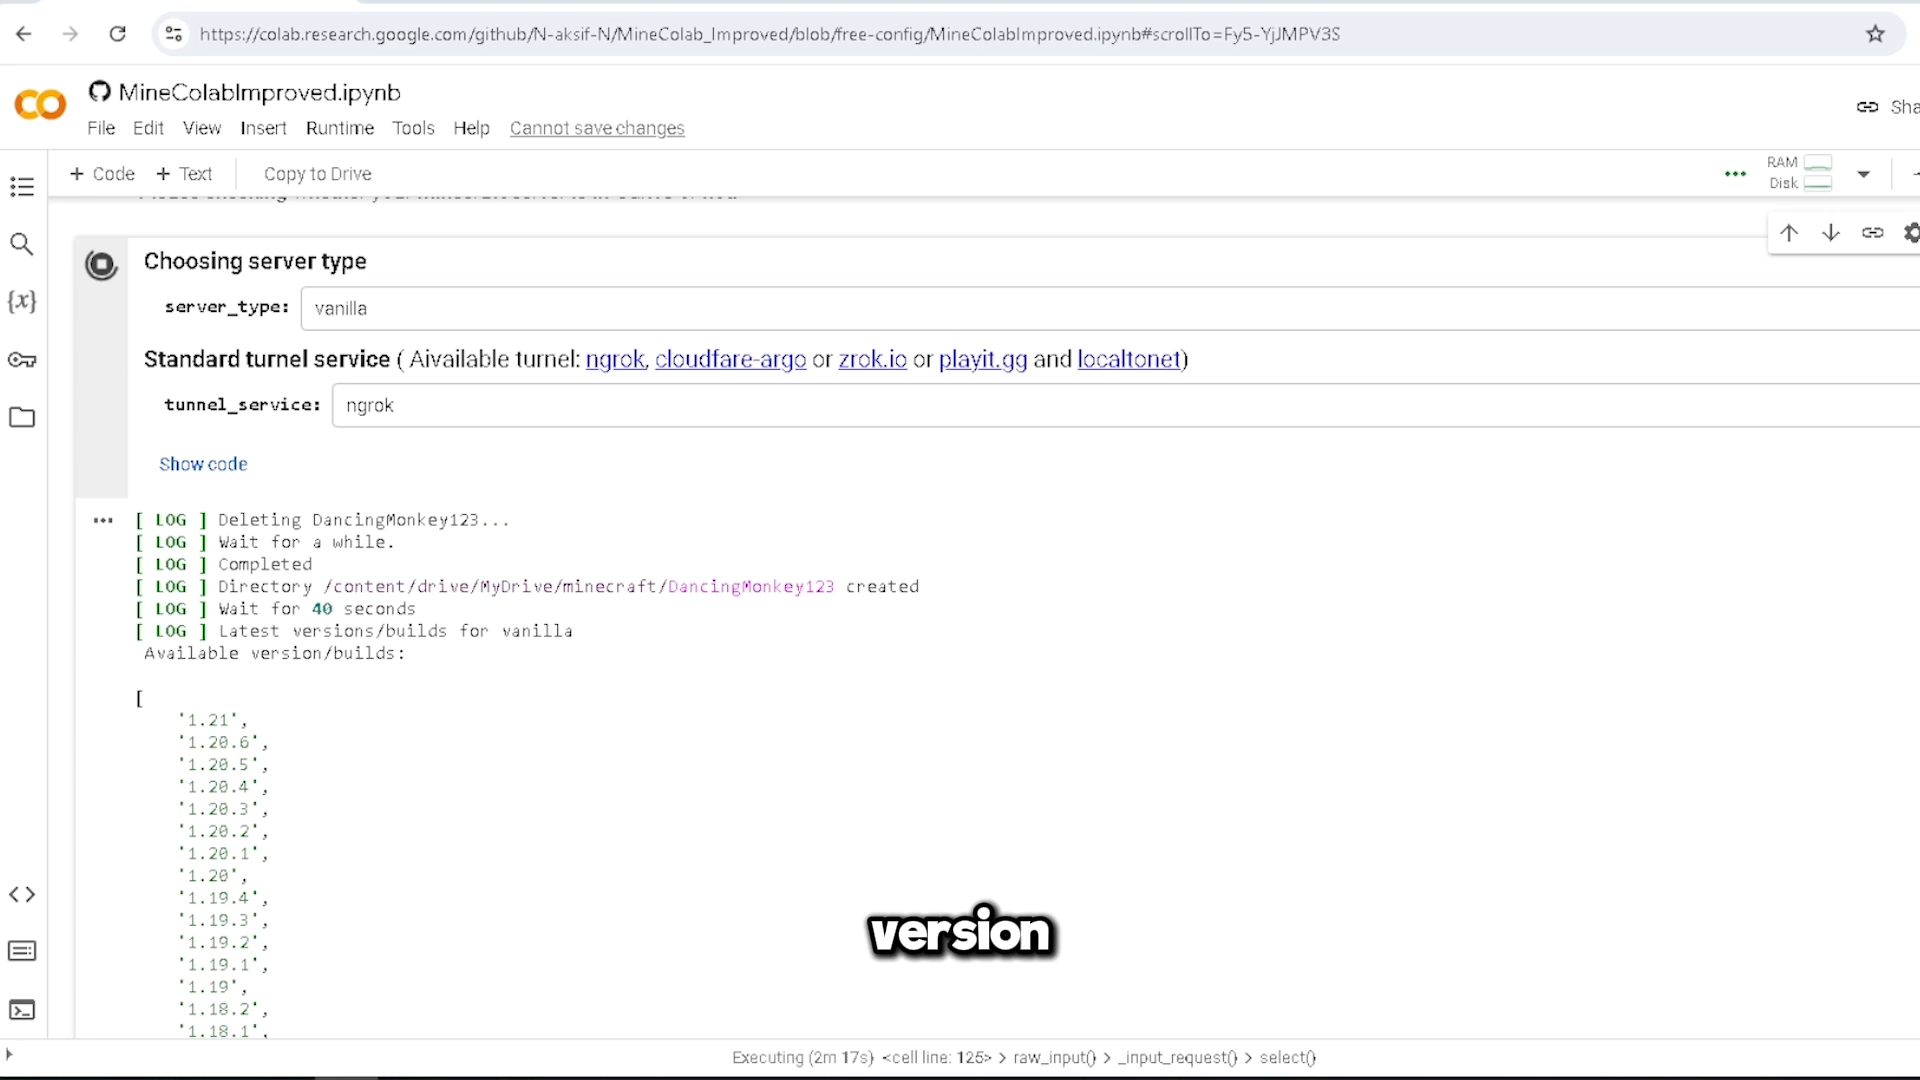 https://colab.research.google.com/github/N-aksif-N/MineColab_Improved/blob/free-config/MineColabImproved.ipynb#scrollTo=Fy5-YjJMPV3S
MineColabImproved.ipynb
File Edit View Insert Runtime Tools Help Cannot save changes
Sha
+ Code + Text Copy to Drive
RAM
Disk
Choosing server type
server_type: vanilla
Standard turnel service ( Aivailable turnel: ngrok, cloudfare-argo or zrok.io or playit.gg and localtonet)
tunnel_service: ngrok
Show code
[ LOG ] Deleting DancingMonkey123...
[ LOG ] Wait for a while.
[ LOG ] Completed
[ LOG ] Directory /content/drive/MyDrive/minecraft/DancingMonkey123 created
[ LOG ] Wait for 40 seconds
[ LOG ] Latest versions/builds for vanilla
Available version/builds:
[
'1.21',
'1.20.6',
'1.20.5',
'1.20.4',
'1.20.3',
'1.20.2',
'1.20.1',
'1.20',
'1.19.4',
'1.19.3',
'1.19.2',
'1.19.1',
'1.19',
'1.18.2',
'1.18.1',
version
Executing (2m 17s) <cell line: 125> > raw_input() > _input_request() > select()